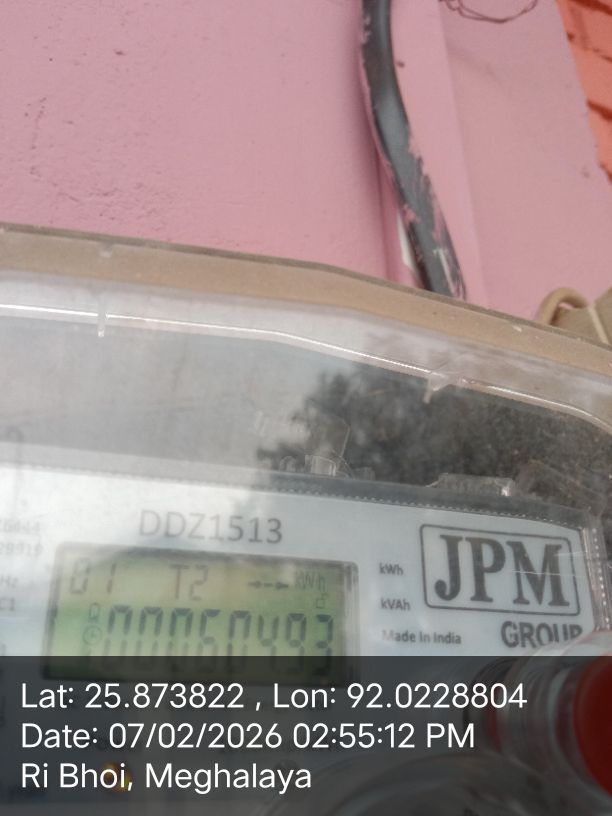 DDZ1513
JPM
GROUP
kWh
kVAh
Made In India
01 T2 kWh
00060493
Lat: 25.873822 , Lon: 92.0228804
Date: 07/02/2026 02:55:12 PM
Ri Bhoi, Meghalaya